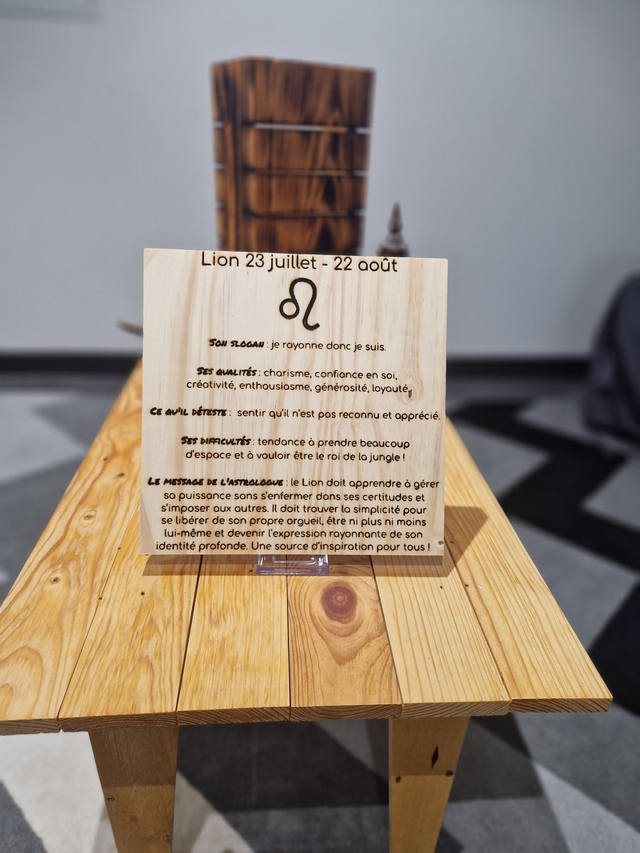 Lion 23 juillet - 22 août
Son slogan : je rayonne donc je suis.
Ses qualités : charisme, confiance en soi,
créativité, enthousiasme, générosité, loyauté,
Ce qu'il déteste : sentir qu'il n'est pas reconnu et apprécié.
Ses difficultés : tendance à prendre beaucoup
d'espace et à vouloir être le roi de la jungle !
Le message de l'astrologue : le Lion doit apprendre à gérer
sa puissance sans s'enfermer dans ses certitudes et
s'imposer aux autres. Il doit trouver la simplicité pour
se libérer de son propre orgueil, être ni plus ni moins
lui-même et devenir l'expression rayonnante de son
identité profonde. Une source d'inspiration pour tous !